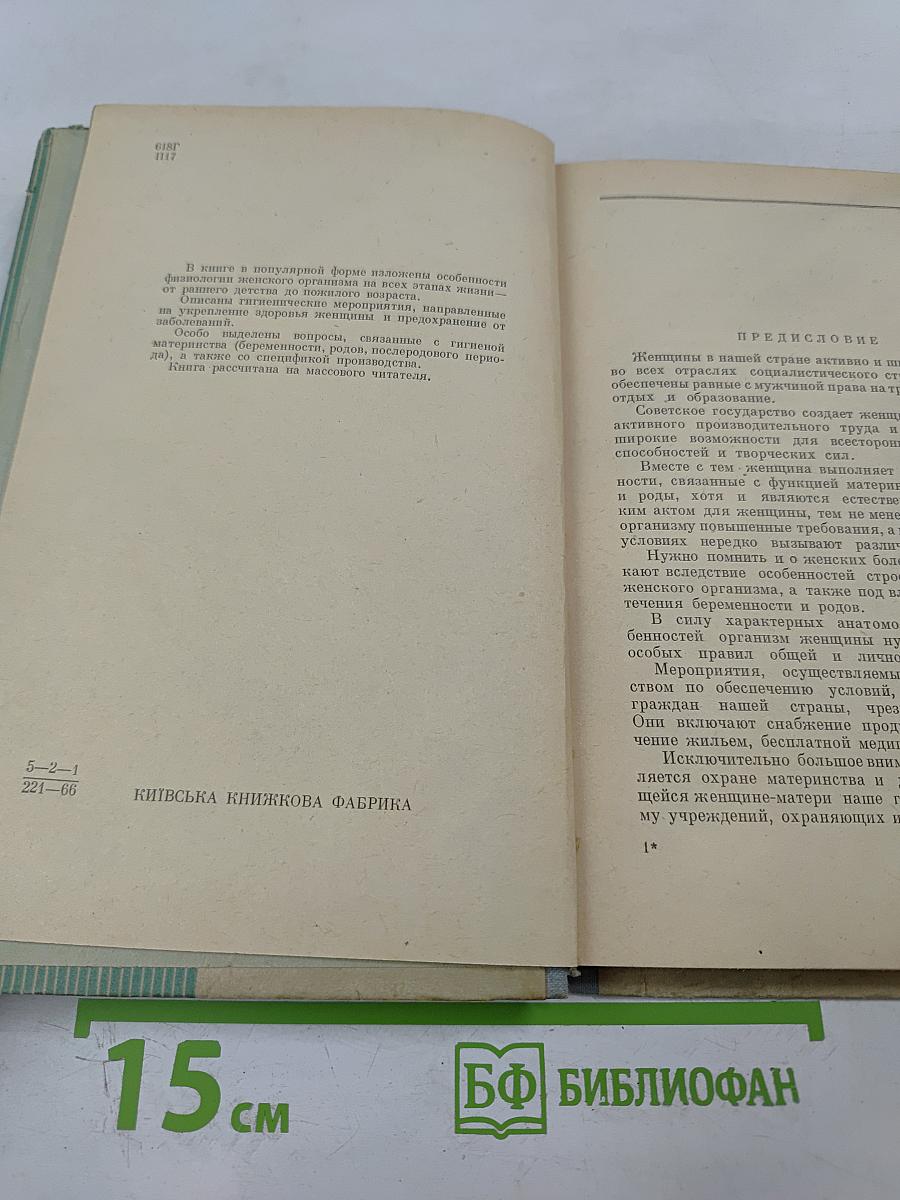 618Г
П17
В книге в популярной форме изложены особенности
физиологии женского организма на всех этапах жизни—
от раннего детства до пожилого возраста.
Описаны гигиенические мероприятия, направленные
на укрепление здоровья женщины и предохранение от
заболеваний.
Особо выделены вопросы, связанные с гигиеной
материнства (беременности, родов, послеродового перио-
да), а также со спецификой производства.
Книга рассчитана на массового читателя.
5—2—1
221—66
КИЇВСЬКА КНИЖКОВА ФАБРИКА
ПРЕДИСЛОВИЕ
Женщины в нашей стране активно и
во всех отраслях социалистического
обеспечены равные с мужчиной права на
отдых и образование.
Советское государство создает
активного производительного труда и
широкие возможности для
способностей и творческих сил.
Вместе с тем женщина выполняет
ности, связанные с функцией
и роды, хотя и являются
ким актом для женщины, тем не
организму повышенные требования, а
условиях нередко вызывают
Нужно помнить и о женских
кают вследствие особенностей
женского организма, а также под
течения беременности и родов.
В силу характерных
бенностей организм женщины
особых правил общей и
Мероприятия,
ством по обеспечению условий,
граждан нашей страны,
Они включают снабжение
чение жильем, бесплатной
Исключительно большое
ляется охране материнства и
щейся женщине-матери наше
му учреждений, охраняющих
1*
15 см
БФ БИБЛИОФАН